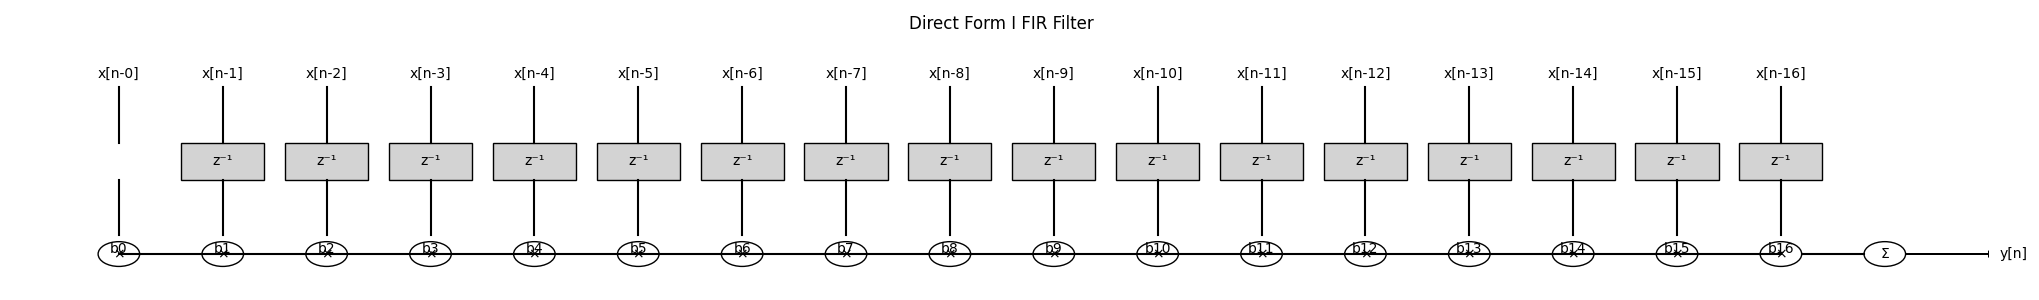 Direct Form I FIR Filter
x[n-0] x[n-1] x[n-2] x[n-3] x[n-4] x[n-5] x[n-6] x[n-7] x[n-8] x[n-9] x[n-10] x[n-11] x[n-12] x[n-13] x[n-14] x[n-15] x[n-16]
z⁻¹ z⁻¹ z⁻¹ z⁻¹ z⁻¹ z⁻¹ z⁻¹ z⁻¹ z⁻¹ z⁻¹ z⁻¹ z⁻¹ z⁻¹ z⁻¹ z⁻¹ z⁻¹
b0 b1 b2 b3 b4 b5 b6 b7 b8 b9 b10 b11 b12 b13 b14 b15 b16
× × × × × × × × × × × × × × × × × Σ y[n]